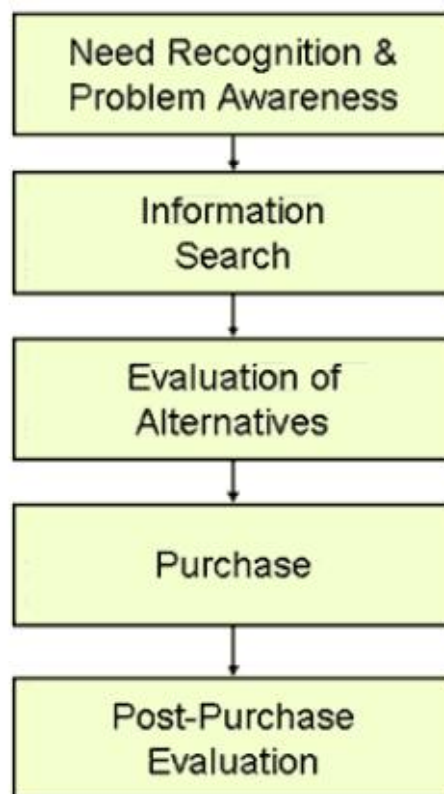 Need Recognition &
Problem Awareness
Information
Search
Evaluation of
Alternatives
Purchase
Post-Purchase
Evaluation